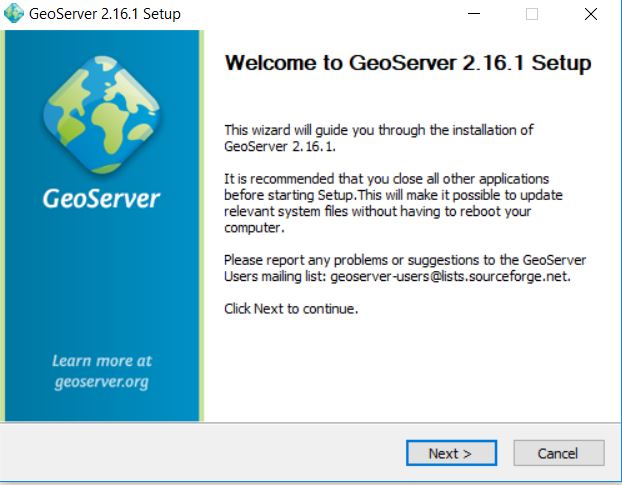 GeoServer 2.16.1 Setup
Welcome to GeoServer 2.16.1 Setup
This wizard will guide you through the installation of
GeoServer 2.16.1.
It is recommended that you close all other applications
before starting Setup.This will make it possible to update
relevant system files without having to reboot your
computer.
Please report any problems or suggestions to the GeoServer
Users mailing list: geoserver-users@lists.sourceforge.net.
Click Next to continue.
GeoServer
Learn more at
geoserver.org
Next >
Cancel